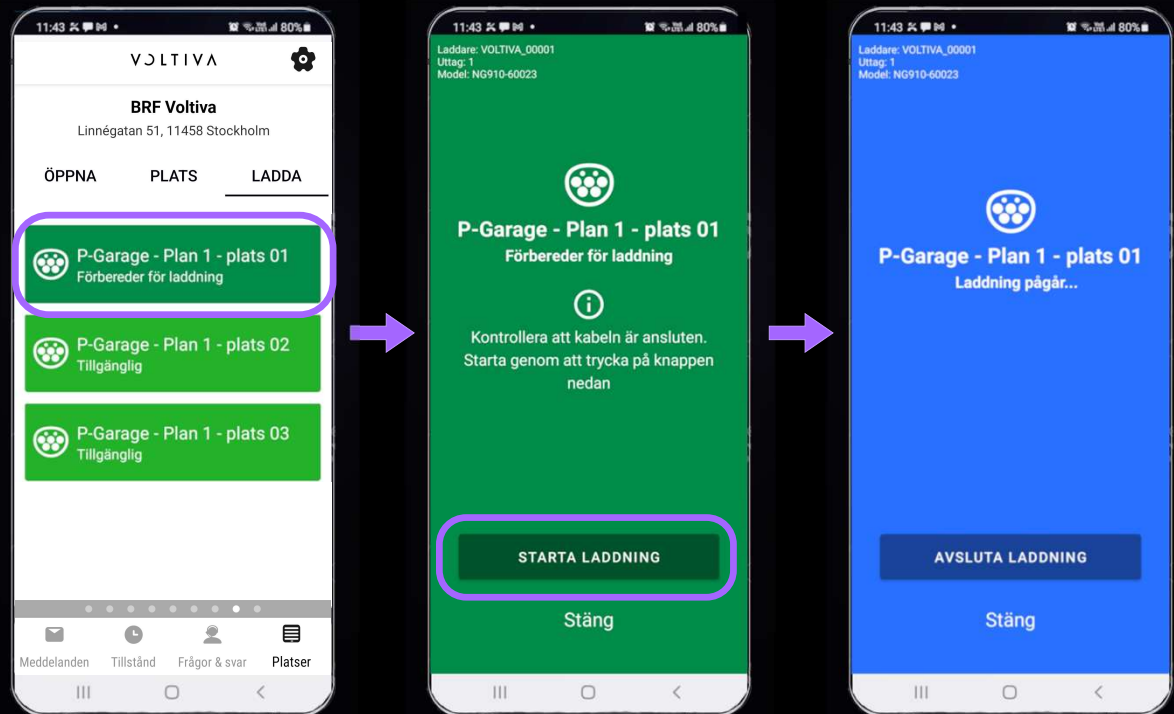 11:43
80%
VOLTIVA
BRF Voltiva
Linnégatan 51, 11458 Stockholm
ÖPPNA PLATS LADDA
P-Garage - Plan 1 - plats 01
Förbereder för laddning
P-Garage - Plan 1 - plats 02
Tillgänglig
P-Garage - Plan 1 - plats 03
Tillgänglig
Meddelanden Tillstånd Frågor & svar Platser
11:43
80%
Laddare: VOLTIVA_00001
Uttag: 1
Model: NG910-60023
P-Garage - Plan 1 - plats 01
Förbereder för laddning
Kontrollera att kabeln är ansluten.
Starta genom att trycka på knappen
nedan
STARTA LADDNING
Stäng
11:43
80%
Laddare: VOLTIVA_00001
Uttag: 1
Model: NG910-60023
P-Garage - Plan 1 - plats 01
Laddning pågår...
AVSLUTA LADDNING
Stäng